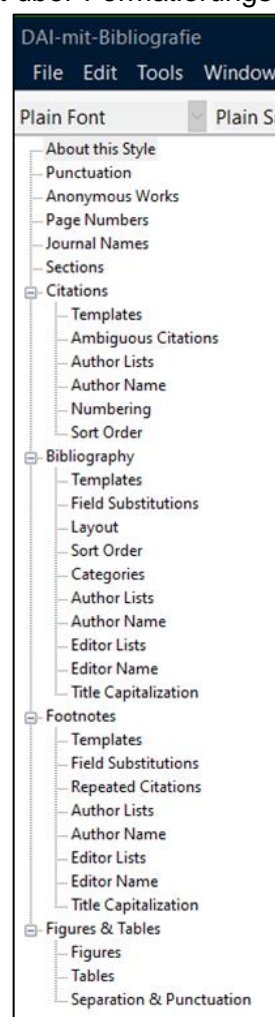 über Formatierungs
DAI-mit-Bibliografie
File Edit Tools Window
Plain Font Plain Si
About this Style
Punctuation
Anonymous Works
Page Numbers
Journal Names
Sections
Citations
Templates
Ambiguous Citations
Author Lists
Author Name
Numbering
Sort Order
Bibliography
Templates
Field Substitutions
Layout
Sort Order
Categories
Author Lists
Author Name
Editor Lists
Editor Name
Title Capitalization
Footnotes
Templates
Field Substitutions
Repeated Citations
Author Lists
Author Name
Editor Lists
Editor Name
Title Capitalization
Figures & Tables
Figures
Tables
Separation & Punctuation